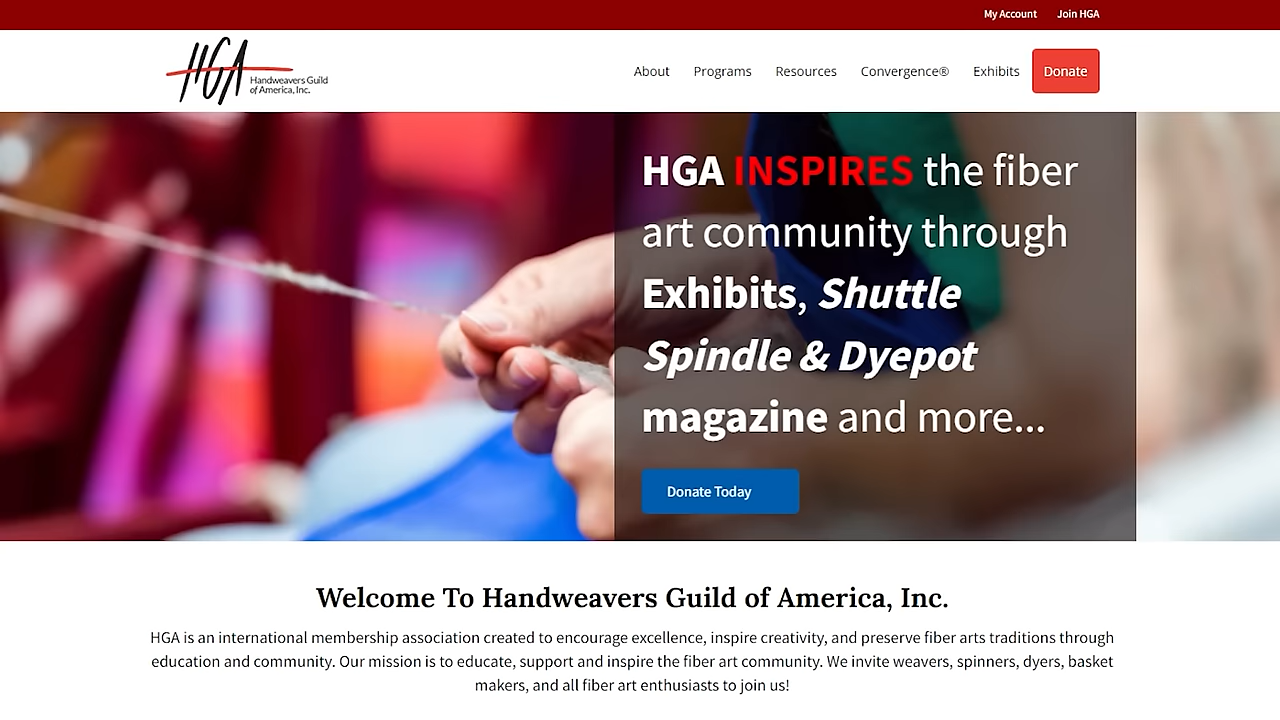 My Account Join HGA
HGA
Handweavers Guild
of America, Inc.
About Programs Resources Convergence® Exhibits Donate
HGA INSPIRES the fiber
art community through
Exhibits, Shuttle
Spindle & Dyepot
magazine and more...
Donate Today
Welcome To Handweavers Guild of America, Inc.
HGA is an international membership association created to encourage excellence, inspire creativity, and preserve fiber arts traditions through
education and community. Our mission is to educate, support and inspire the fiber art community. We invite weavers, spinners, dyers, basket
makers, and all fiber art enthusiasts to join us!